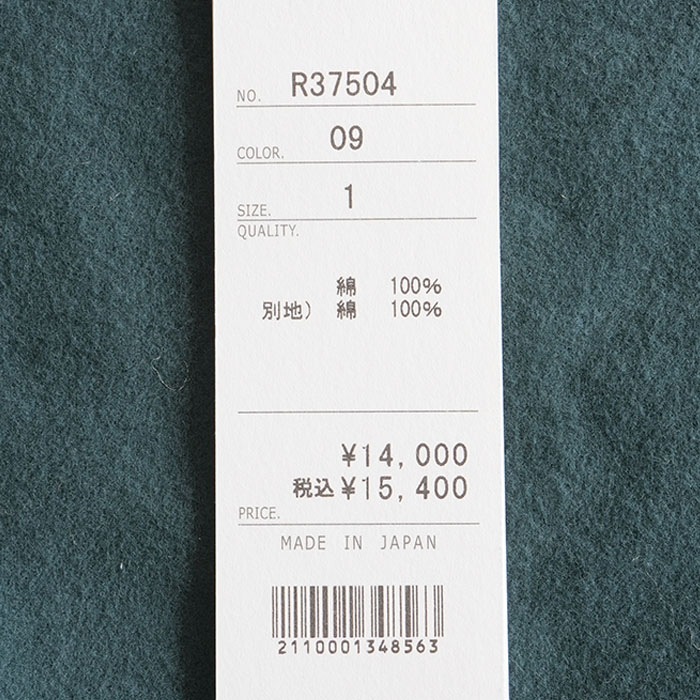 NO. R37504
COLOR. 09
SIZE. 1
QUALITY.
綿 100%
別地) 綿 100%
¥14,000
税込 ¥15,400
PRICE.
MADE IN JAPAN
2110001348563